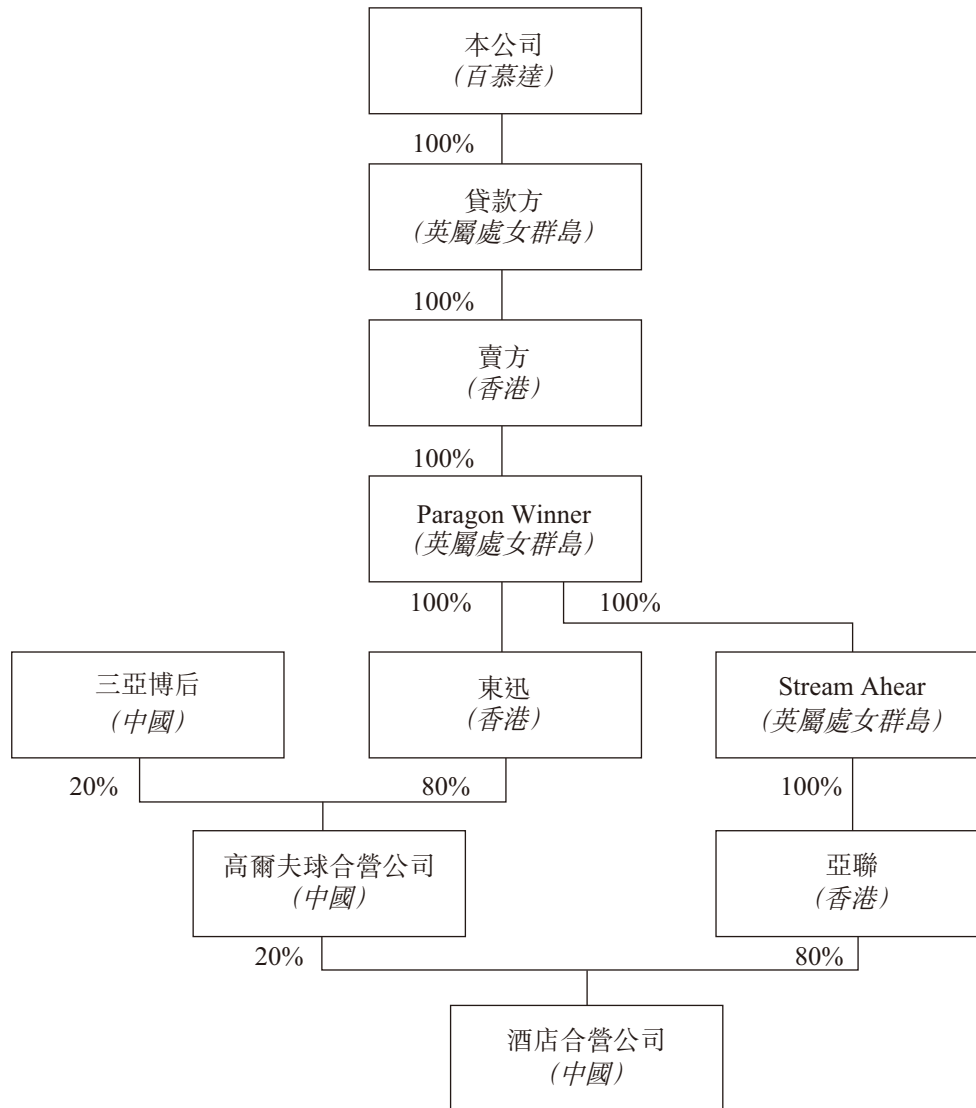 本公司
（百慕達）
100%
貸款方
（英屬處女群島）
100%
賣方
（香港）
100%
Paragon Winner
（英屬處女群島）
100%
100%
三亞博后
（中國）
東迅
（香港）
Stream Ahear
（英屬處女群島）
20%
80%
100%
高爾夫球合營公司
（中國）
亞聯
（香港）
20%
80%
酒店合營公司
（中國）